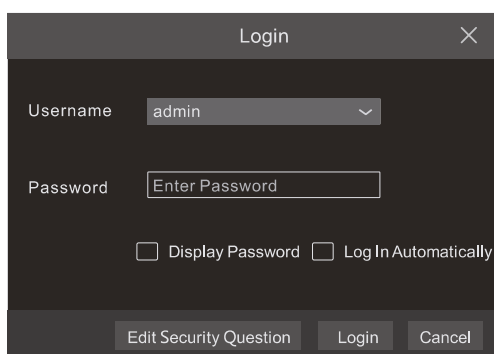 Login
Username admin
Password Enter Password
Display Password Log In Automatically
Edit Security Question Login Cancel